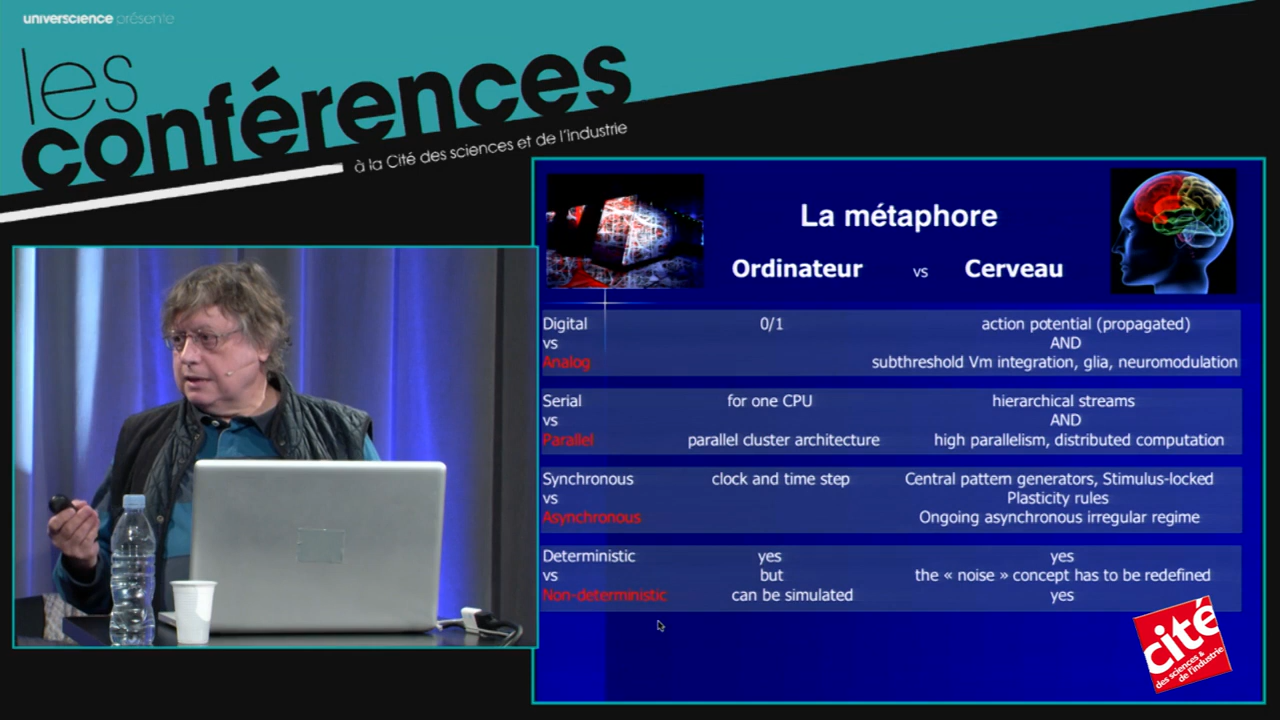 universcience présente
les
conférences
à la Cité des sciences et de l'industrie
La métaphore
Ordinateur vs Cerveau
Digital 0/1 action potential (propagated)
vs AND
Analog subthreshold Vm integration, glia, neuromodulation
Serial for one CPU hierarchical streams
vs AND
Parallel parallel cluster architecture high parallelism, distributed computation
Synchronous clock and time step Central pattern generators, Stimulus-locked
vs Plasticity rules
Asynchronous Ongoing asynchronous irregular regime
Deterministic yes yes
vs but the « noise » concept has to be redefined
Non-deterministic can be simulated yes
cité
des sciences &
de l'industrie